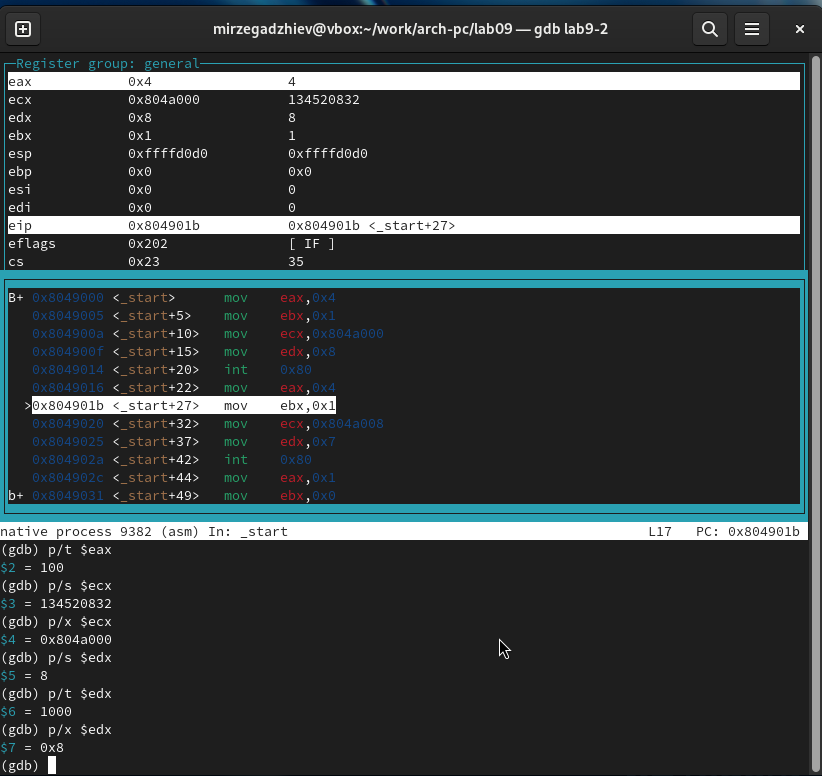 mirzegadzhiev@vbox:~/work/arch-pc/lab09 — gdb lab9-2
Register group: general
eax 0x4 4
ecx 0x804a000 134520832
edx 0x8 8
ebx 0x1 1
esp 0xffffd0d0 0xffffd0d0
ebp 0x0 0x0
esi 0x0 0
edi 0x0 0
eip 0x804901b 0x804901b <_start+27>
eflags 0x202 [ IF ]
cs 0x23 35
B+ 0x8049000 <_start> mov eax,0x4
0x8049005 <_start+5> mov ebx,0x1
0x804900a <_start+10> mov ecx,0x804a000
0x804900f <_start+15> mov edx,0x8
0x8049014 <_start+20> int 0x80
0x8049016 <_start+22> mov eax,0x4
>0x804901b <_start+27> mov ebx,0x1
0x8049020 <_start+32> mov ecx,0x804a008
0x8049025 <_start+37> mov edx,0x7
0x804902a <_start+42> int 0x80
0x804902c <_start+44> mov eax,0x1
b+ 0x8049031 <_start+49> mov ebx,0x0
native process 9382 (asm) In: _start L17 PC: 0x804901b
(gdb) p/t $eax
$2 = 100
(gdb) p/s $ecx
$3 = 134520832
(gdb) p/x $ecx
$4 = 0x804a000
(gdb) p/s $edx
$5 = 8
(gdb) p/t $edx
$6 = 1000
(gdb) p/x $edx
$7 = 0x8
(gdb)